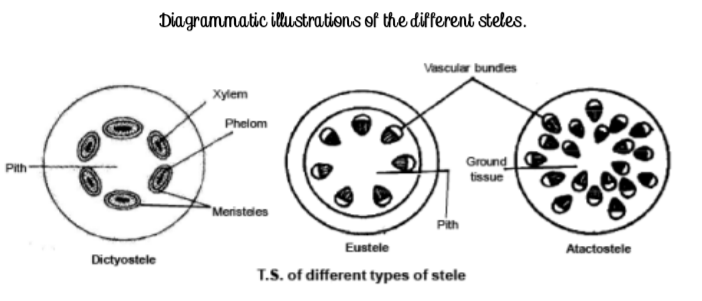 Diagrammatic illustrations of the different steles.
Vascular bundles
Xylem
Phelom
Pith
Ground
tissue
Meristeles
Pith
Dictyostele
Eustele
Atactostele
T.S. of different types of stele